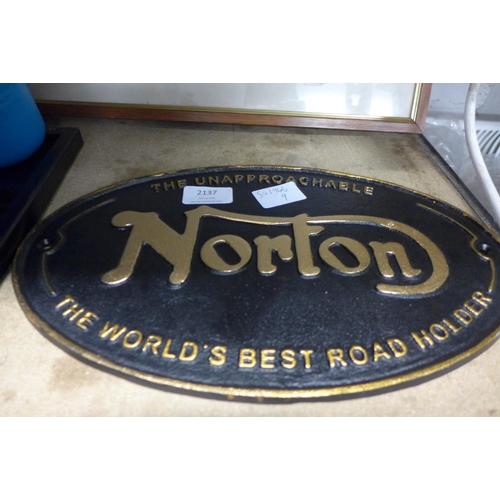 THE UNAPPROACHABLE
2137
Norton
THE WORLD'S BEST ROAD HOLDER